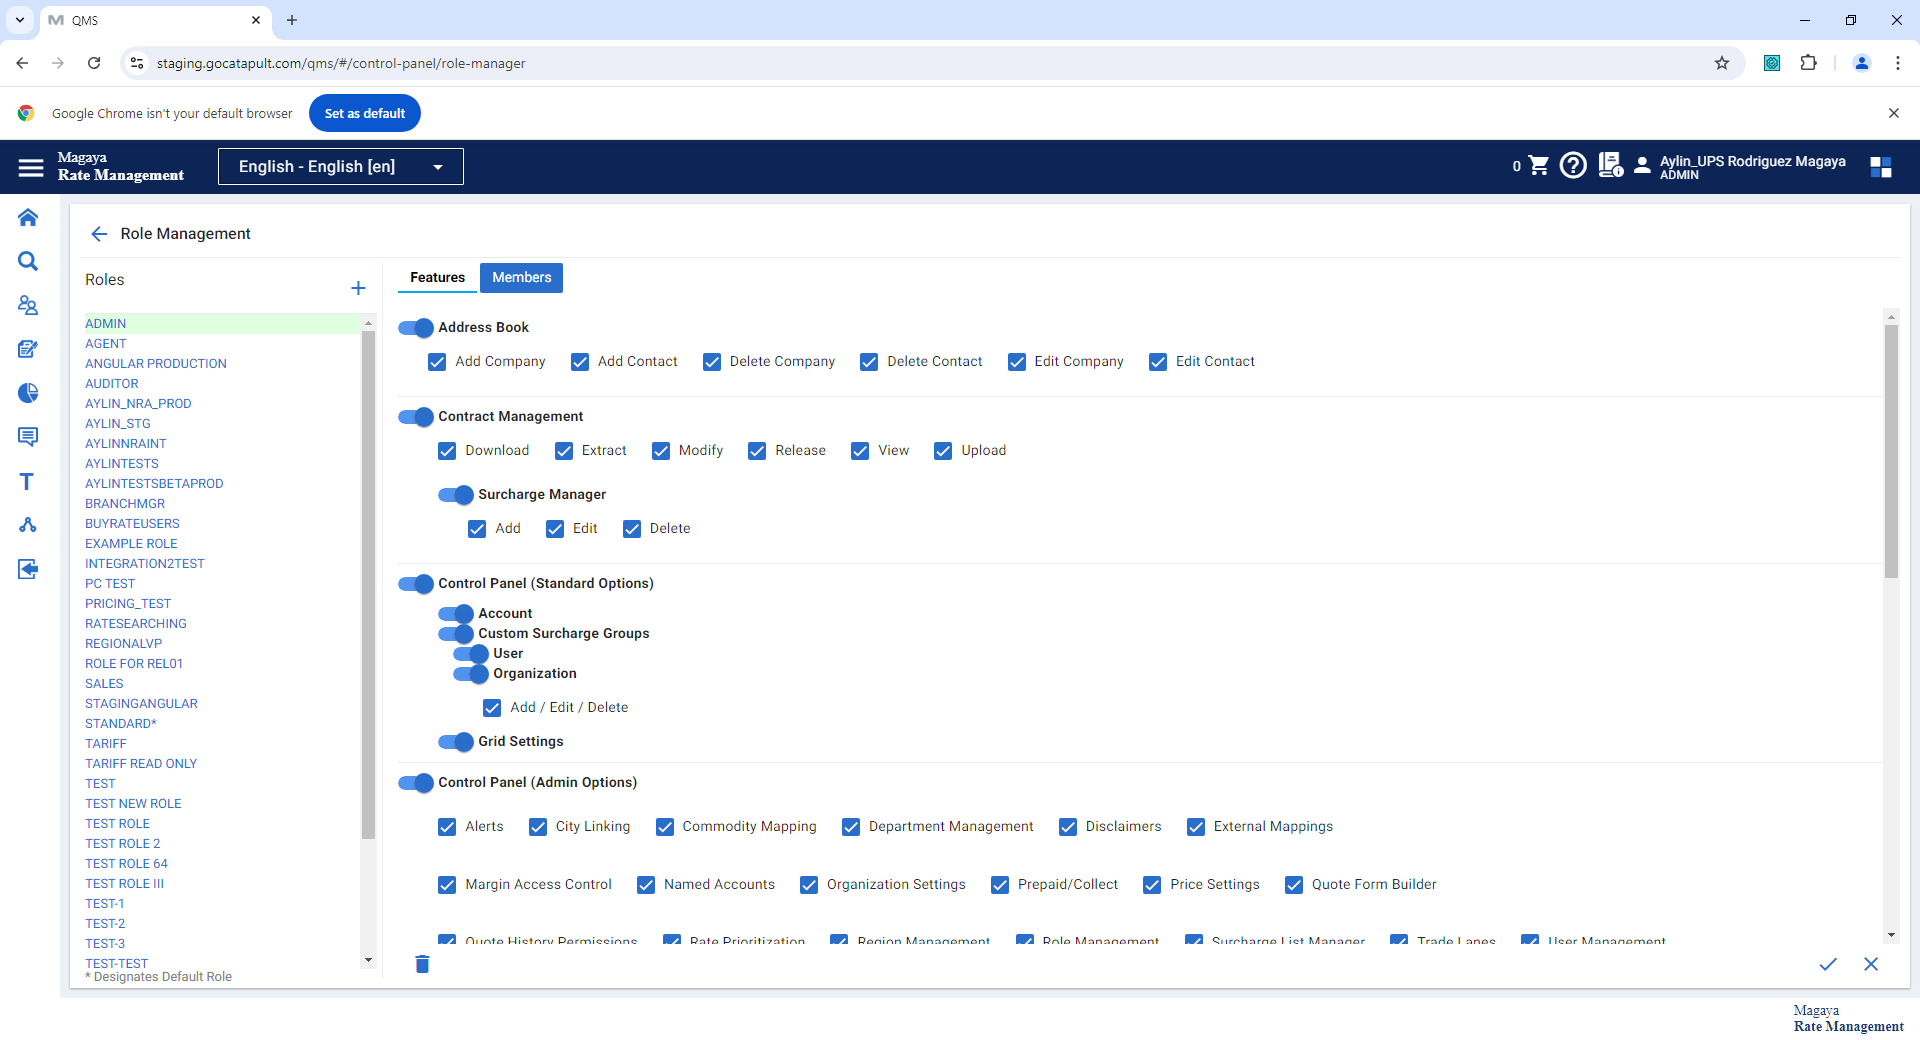 QMS
staging.gocatapult.com/qms/#/control-panel/role-manager
Google Chrome isn't your default browser
Set as default
Magaya
Rate Management
English - English [en]
0
Aylin_UPS Rodriguez Magaya
ADMIN
Role Management
Roles
ADMIN
AGENT
ANGULAR PRODUCTION
AUDITOR
AYLIN_NRA_PROD
AYLIN_STG
AYLINNRAINT
AYLINTESTS
AYLINTESTSBETAPROD
BRANCHMGR
BUYRATEUSERS
EXAMPLE ROLE
INTEGRATION2TEST
PC TEST
PRICING_TEST
RATESEARCHING
REGIONALVP
ROLE FOR REL01
SALES
STAGINGANGULAR
STANDARD*
TARIFF
TARIFF READ ONLY
TEST
TEST NEW ROLE
TEST ROLE
TEST ROLE 2
TEST ROLE 64
TEST ROLE III
TEST-1
TEST-2
TEST-3
TEST-TEST
* Designates Default Role
Features Members
Address Book
Add Company Add Contact Delete Company Delete Contact Edit Company Edit Contact
Contract Management
Download Extract Modify Release View Upload
Surcharge Manager
Add Edit Delete
Control Panel (Standard Options)
Account
Custom Surcharge Groups
User
Organization
Add / Edit / Delete
Grid Settings
Control Panel (Admin Options)
Alerts City Linking Commodity Mapping Department Management Disclaimers External Mappings
Margin Access Control Named Accounts Organization Settings Prepaid/Collect Price Settings Quote Form Builder
Quote History Permissions Rate Prioritization Region Management Role Management Surcharge List Manager Trade Lanes User Management
Magaya
Rate Management